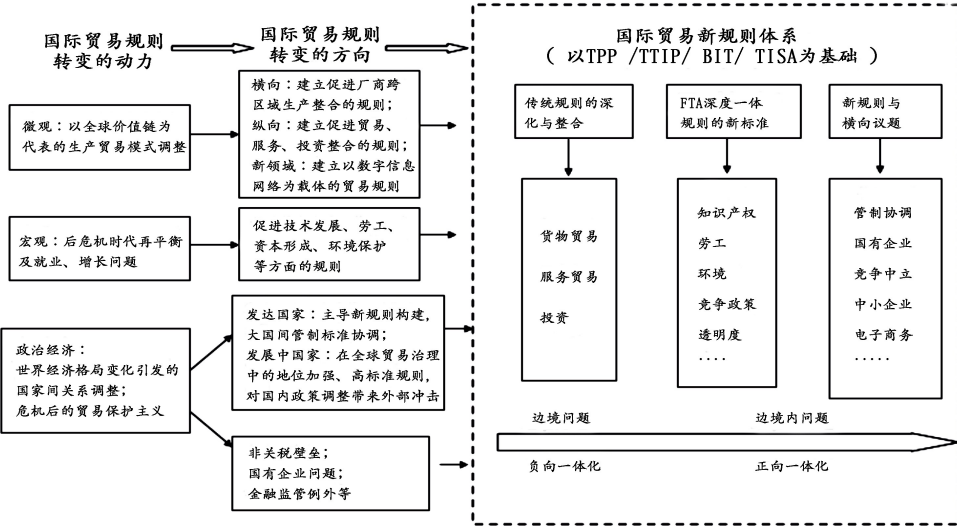 国际贸易规则
转变的动力
国际贸易规则
转变的方向
国际贸易新规则体系
( 以TPP /TTIP/ BIT/ TISA为基础 )
微观：以全球价值链为
代表的生产贸易模式调整
横向：建立促进厂商跨
区域生产整合的规则；
纵向：建立促进贸易、
服务、投资整合的规则；
新领域：建立以数字信息
网络为载体的贸易规则
宏观：后危机时代再平衡
及就业、增长问题
促进技术发展、劳工、
资本形成、环境保护
等方面的规则
政治经济：
世界经济格局变化引发的
国家间关系调整；
危机后的贸易保护主义
发达国家：主导新规则构建，
大国间管制标准协调；
发展中国家：在全球贸易治理
中的地位加强、高标准规则，
对国内政策调整带来外部冲击
非关税壁垒；
国有企业问题；
金融监管例外等
传统规则的深
化与整合
货物贸易
服务贸易
投资
FTA深度一体
规则的新标准
知识产权
劳工
环境
竞争政策
透明度
····
新规则与
横向议题
管制协调
国有企业
竞争中立
中小企业
电子商务
·····
边境问题
边境内问题
负向一体化
正向一体化